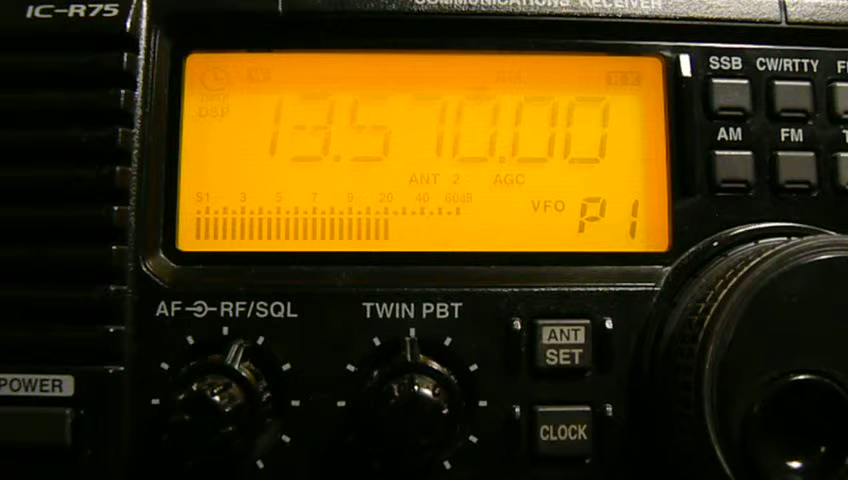 IC-R75
COMMUNICATIONS RECEIVER
DSP
13.570.00
ANT 2 AGC
S1 3 5 7 9 20 40 60dB
VFO P1
SSB CW/RTTY
AM FM
AF RF/SQL
TWIN PBT
ANT
SET
POWER
CLOCK